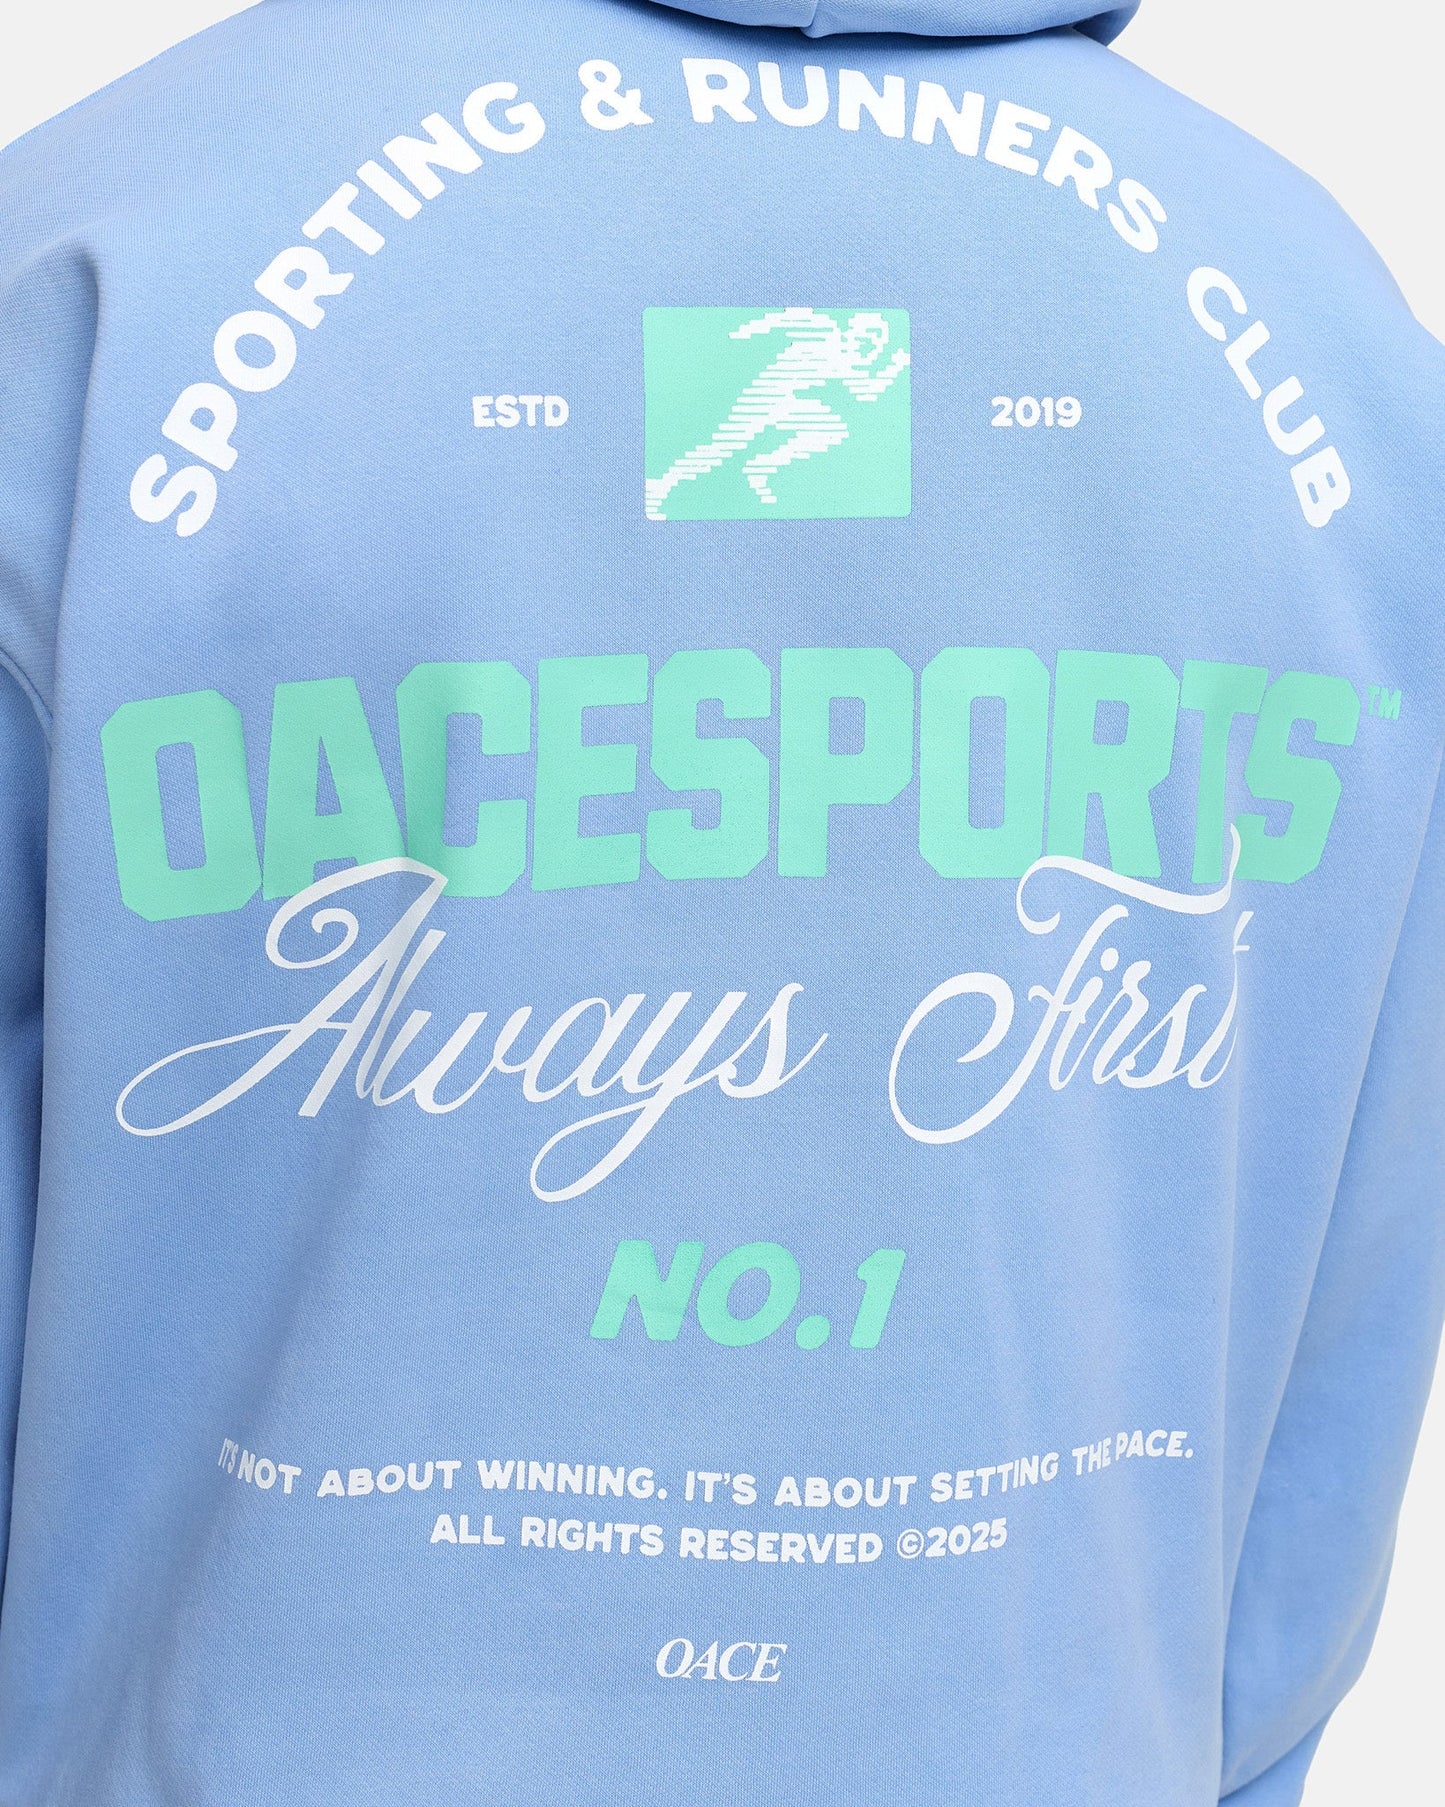 SPORTING & RUNNERS CLUB
ESTD 2019
OACESPORTS™
Always First
NO.1
IT'S NOT ABOUT WINNING. IT'S ABOUT SETTING THE PACE.
ALL RIGHTS RESERVED ©2025
OACE